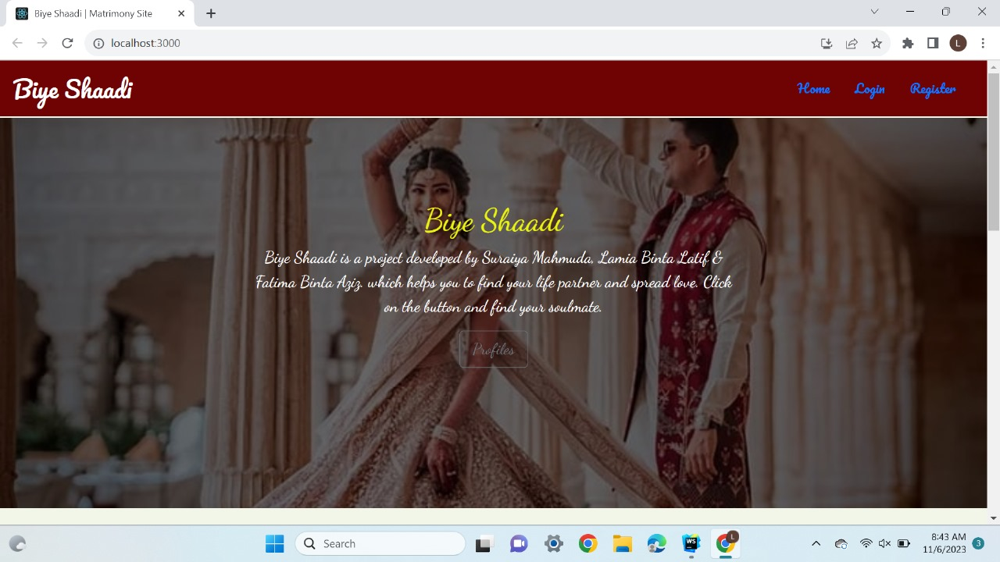 Biye Shaadi | Matrimony Site
localhost:3000
L
Biye Shaadi
Home Login Register
Biye Shaadi
Biye Shaadi is a project developed by Suraiya Mahmuda, Lamia Binta Latif &
Fatima Binta Aziz, which helps you to find your life partner and spread love. Click
on the button and find your soulmate.
Profiles
Search
WS
L
8:43 AM
11/6/2023
3